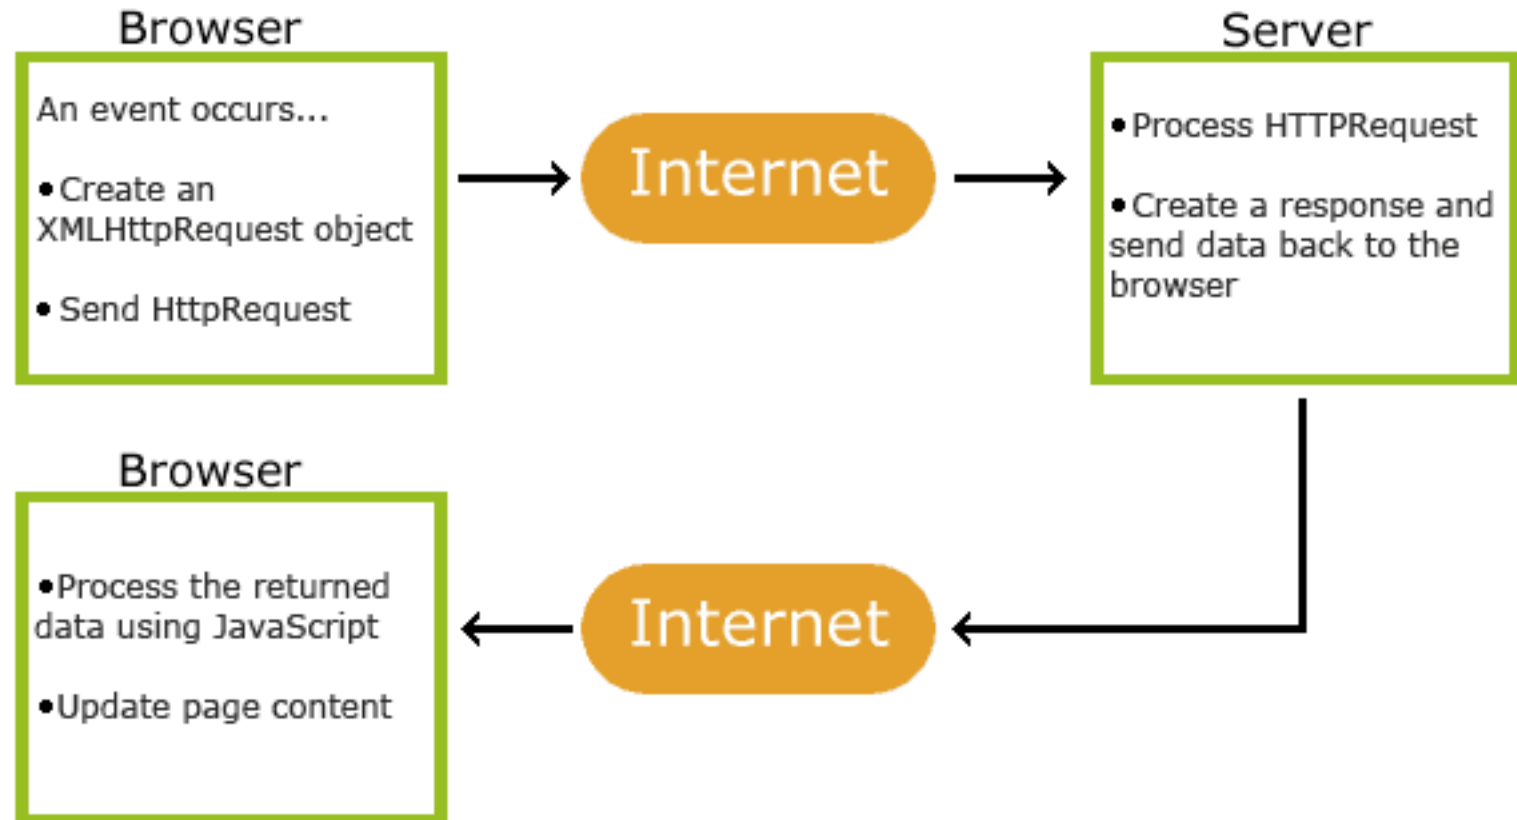 Browser
An event occurs...
•Create an
XMLHttpRequest object
• Send HttpRequest
Internet
Server
•Process HTTPRequest
•Create a response and
send data back to the
browser
Browser
•Process the returned
data using JavaScript
•Update page content
Internet